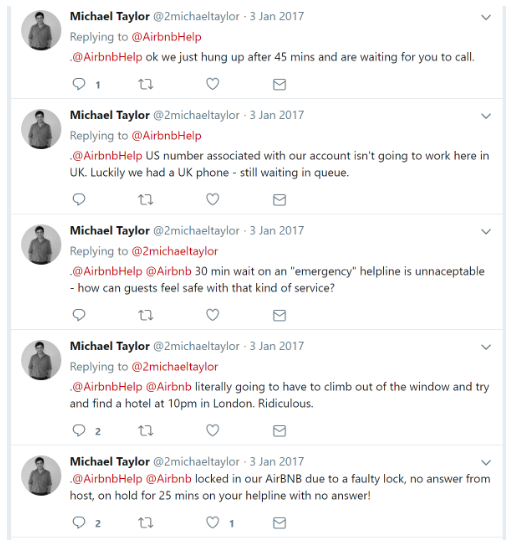 Michael Taylor @2michaeltaylor · 3 Jan 2017
Replying to @AirbnbHelp
.@AirbnbHelp ok we just hung up after 45 mins and are waiting for you to call.
1
Michael Taylor @2michaeltaylor · 3 Jan 2017
Replying to @AirbnbHelp
.@AirbnbHelp US number associated with our account isn't going to work here in
UK. Luckily we had a UK phone - still waiting in queue.
Michael Taylor @2michaeltaylor · 3 Jan 2017
Replying to @2michaeltaylor
.@AirbnbHelp @Airbnb 30 min wait on an "emergency" helpline is unnaceptable
- how can guests feel safe with that kind of service?
Michael Taylor @2michaeltaylor · 3 Jan 2017
Replying to @2michaeltaylor
.@AirbnbHelp @Airbnb literally going to have to climb out of the window and try
and find a hotel at 10pm in London. Ridiculous.
2
Michael Taylor @2michaeltaylor · 3 Jan 2017
.@AirbnbHelp @Airbnb locked in our AirBNB due to a faulty lock, no answer from
host, on hold for 25 mins on your helpline with no answer!
2 1